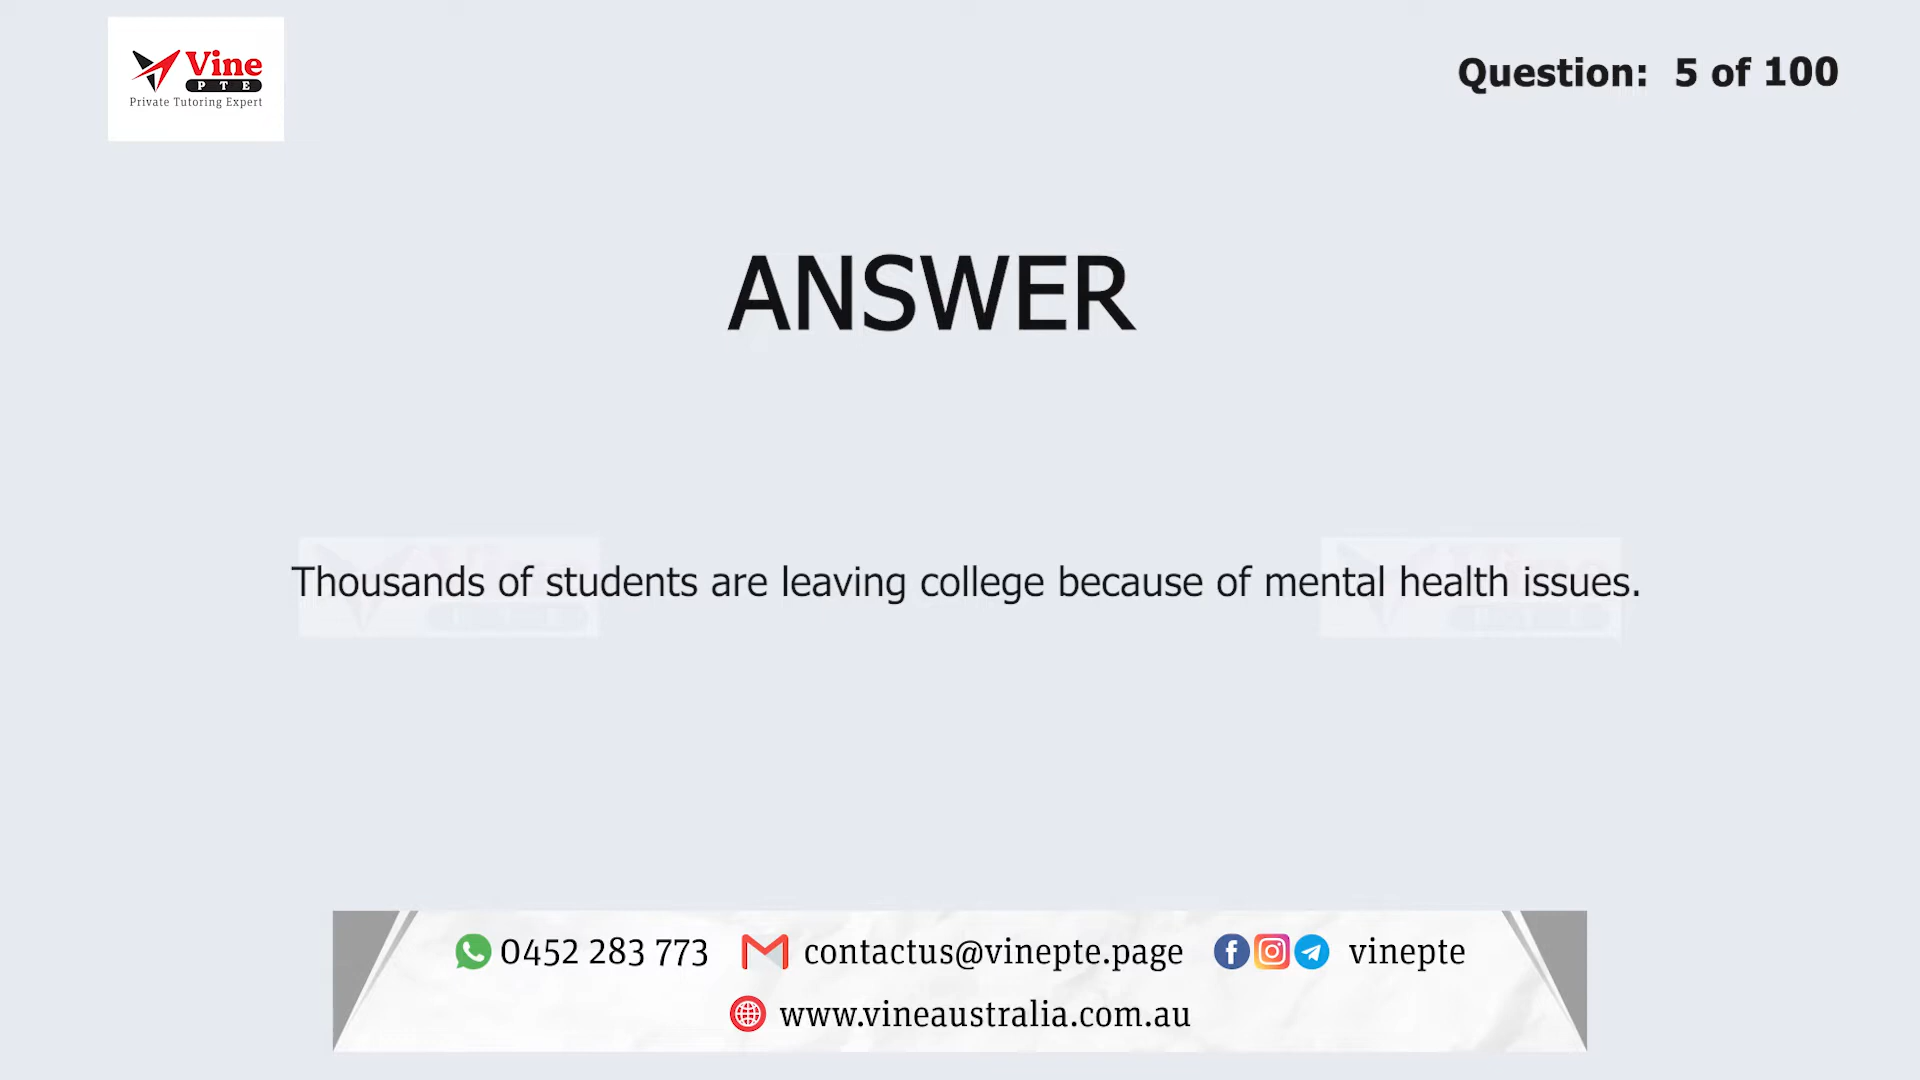 Vine
PTE
Private Tutoring Expert
Question: 5 of 100
ANSWER
Thousands of students are leaving college because of mental health issues.
0452 283 773 contactus@vinepte.page vinepte
www.vineaustralia.com.au